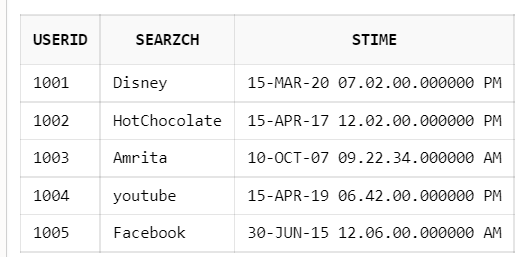 USERID SEARZCH STIME
1001 Disney 15-MAR-20 07.02.00.000000 PM
1002 HotChocolate 15-APR-17 12.02.00.000000 PM
1003 Amrita 10-OCT-07 09.22.34.000000 AM
1004 youtube 15-APR-19 06.42.00.000000 PM
1005 Facebook 30-JUN-15 12.06.00.000000 AM